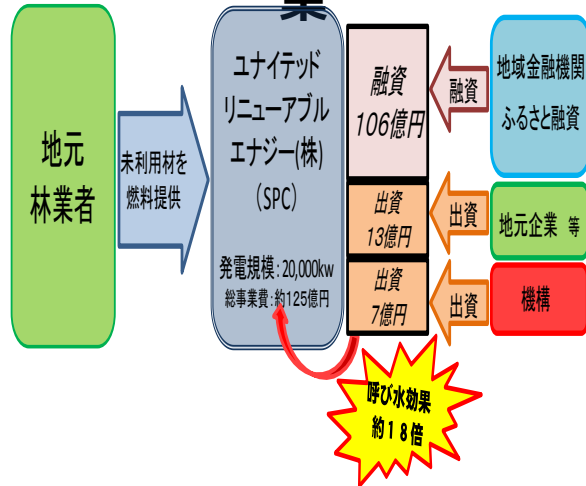 業
地元
林業者
未利用材を
燃料提供
ユナイテッド
リニューアブル
エナジー(株)
（SPC）
発電規模：20,000kw
総事業費：約125億円
融資
106億円
出資
13億円
出資
7億円
融資
出資
出資
地域金融機関
ふるさと融資
地元企業 等
機構
呼び水効果
約１８倍